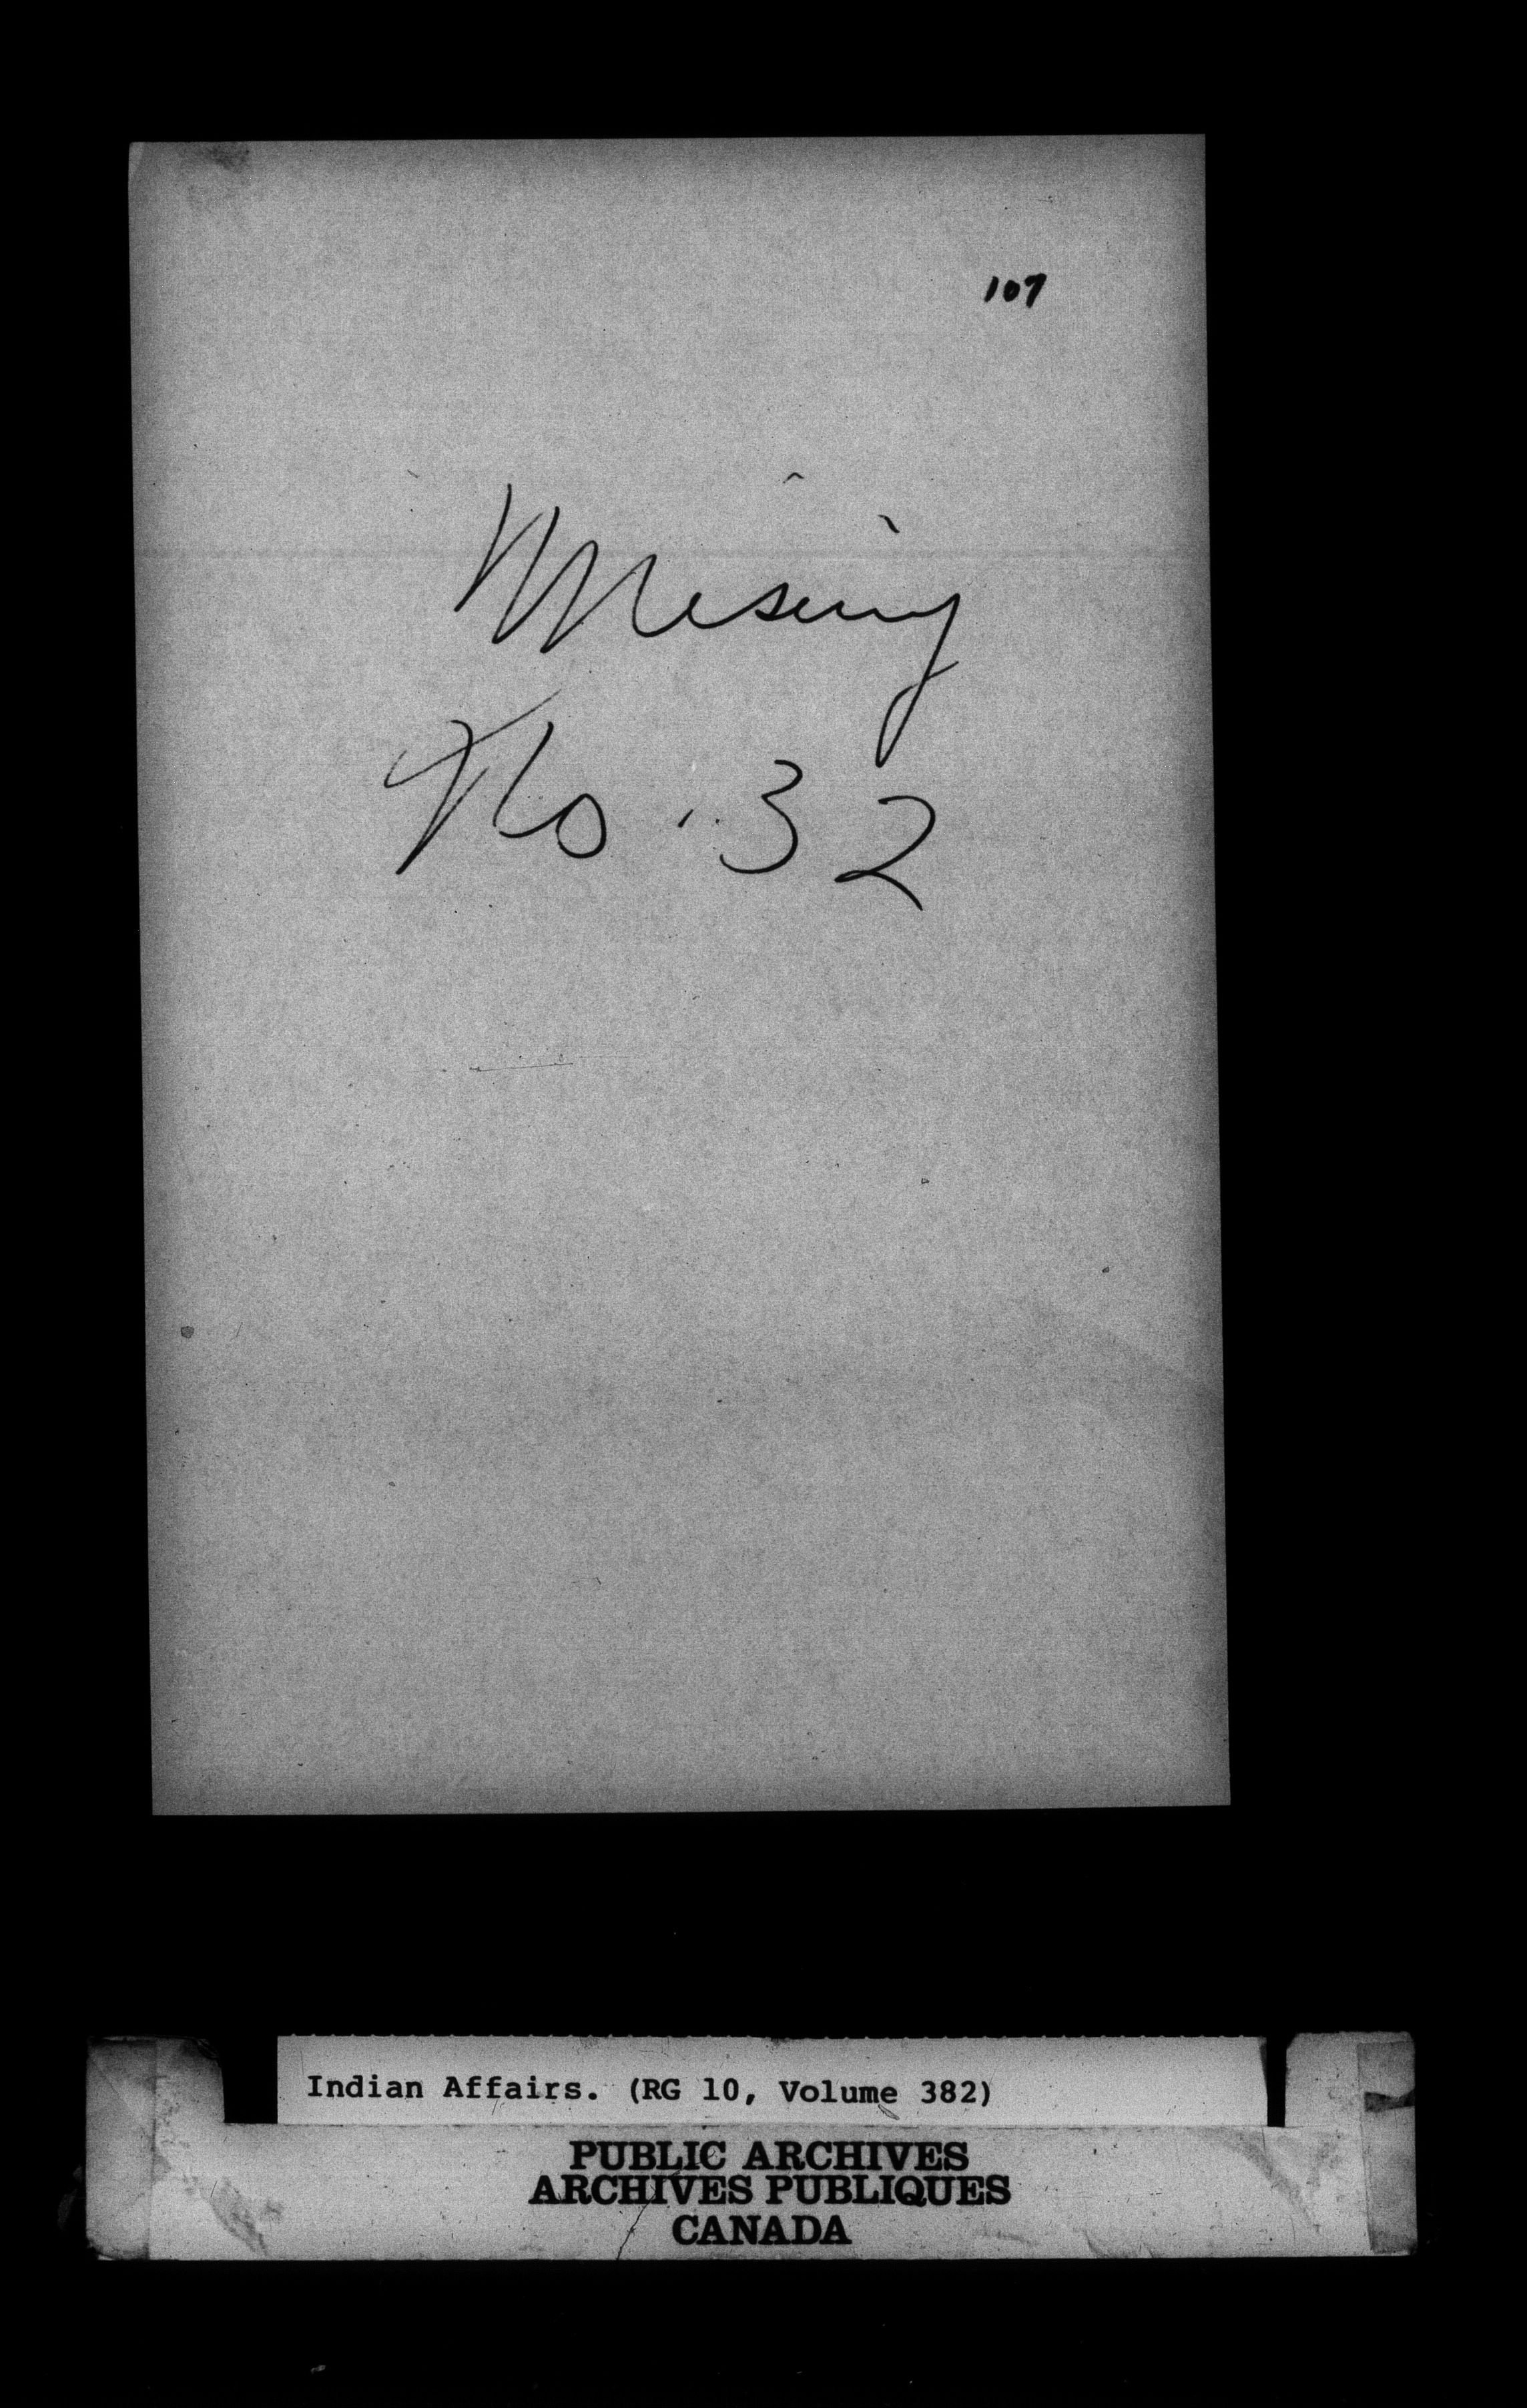 107
Missing
No. 32
Indian Affairs. (RG 10, Volume 382)
PUBLIC ARCHIVES
ARCHIVES PUBLIQUES
CANADA